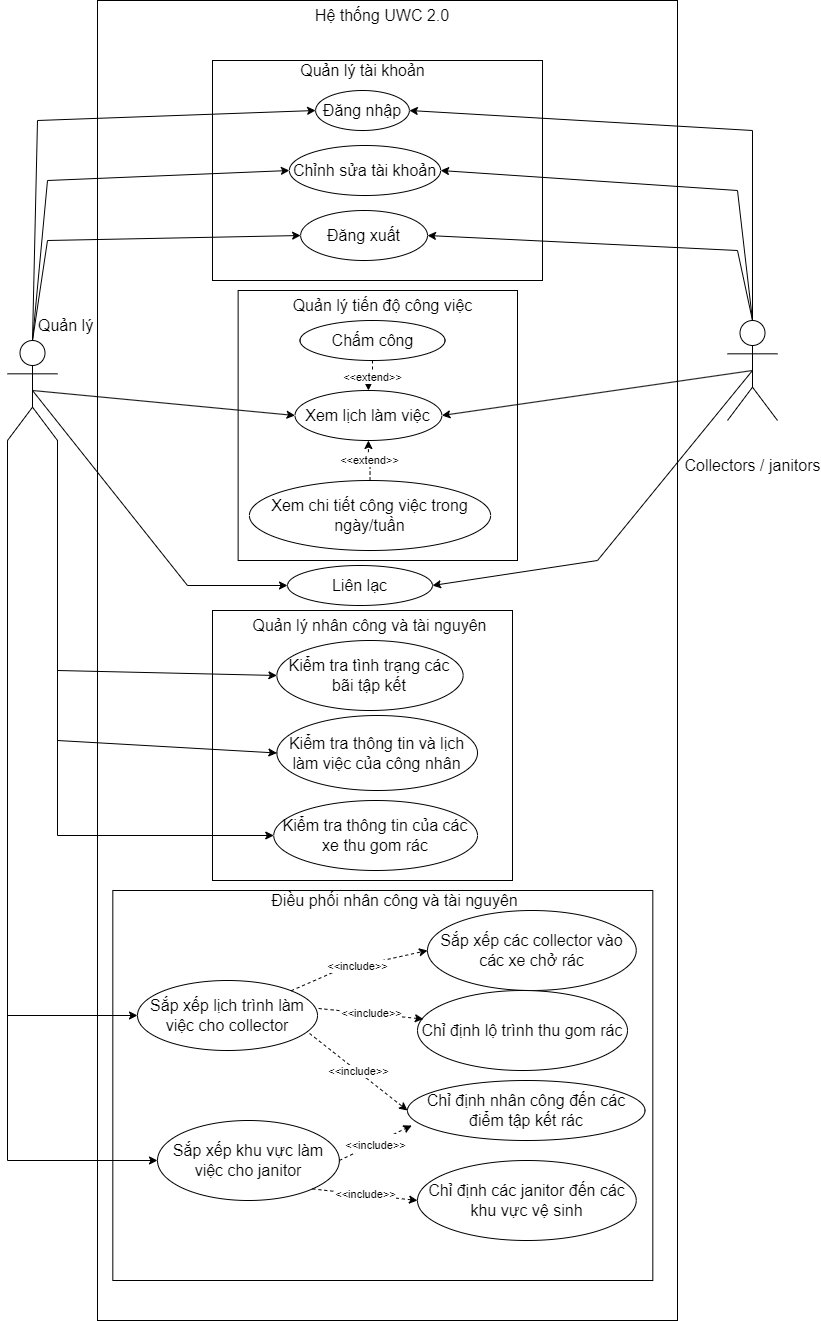 Hệ thống UWC 2.0
Quản lý tài khoản
Đăng nhập
Chỉnh sửa tài khoản
Đăng xuất
Quản lý
Quản lý tiến độ công việc
Chấm công
<<extend>>
Xem lịch làm việc
<<extend>>
Collectors / janitors
Xem chi tiết công việc trong
ngày/tuần
Liên lạc
Quản lý nhân công và tài nguyên
Kiểm tra tình trạng các
bãi tập kết
Kiểm tra thông tin và lịch
làm việc của công nhân
Kiểm tra thông tin của các
xe thu gom rác
Điều phối nhân công và tài nguyên
Sắp xếp các collector vào
các xe chở rác
<<include>>
Sắp xếp lịch trình làm
việc cho collector
<<include>>
Chỉ định lộ trình thu gom rác
<<include>>
Chỉ định nhân công đến các
điểm tập kết rác
Sắp xếp khu vực làm
việc cho janitor
<<include>>
<<include>>
Chỉ định các janitor đến các
khu vực vệ sinh